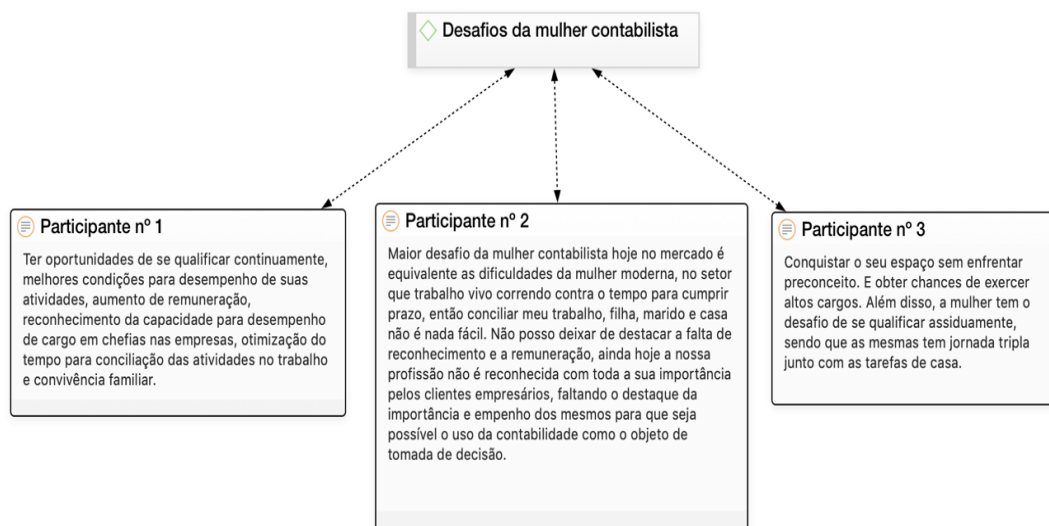 Desafios da mulher contabilista
Participante nº 1
Ter oportunidades de se qualificar continuamente,
melhores condições para desempenho de suas
atividades, aumento de remuneração,
reconhecimento da capacidade para desempenho
de cargo em chefias nas empresas, otimização do
tempo para conciliação das atividades no trabalho
e convivência familiar.
Participante nº 2
Maior desafio da mulher contabilista hoje no mercado é
equivalente as dificuldades da mulher moderna, no setor
que trabalho vivo correndo contra o tempo para cumprir
prazo, então conciliar meu trabalho, filha, marido e casa
não é nada fácil. Não posso deixar de destacar a falta de
reconhecimento e a remuneração, ainda hoje a nossa
profissão não é reconhecida com toda a sua importância
pelos clientes empresários, faltando o destaque da
importância e empenho dos mesmos para que seja
possível o uso da contabilidade como o objeto de
tomada de decisão.
Participante nº 3
Conquistar o seu espaço sem enfrentar
preconceito. E obter chances de exercer
altos cargos. Além disso, a mulher tem o
desafio de se qualificar assiduamente,
sendo que as mesmas tem jornada tripla
junto com as tarefas de casa.